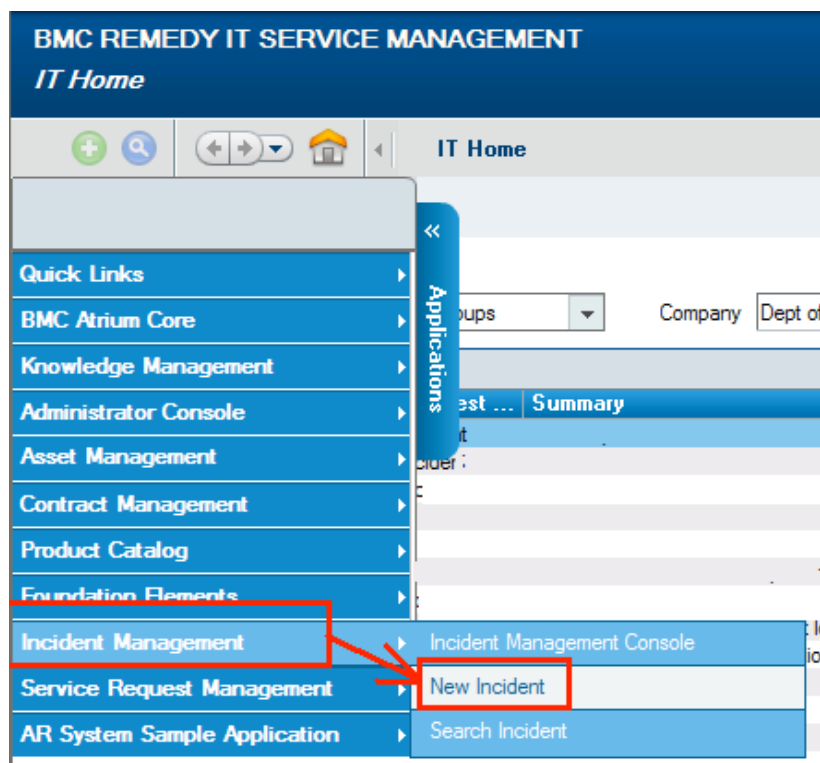 BMC REMEDY IT SERVICE MANAGEMENT
IT Home
IT Home
Quick Links
BMC Atrium Core
Knowledge Management
Administrator Console
Asset Management
Contract Management
Product Catalog
Foundation Elements
Incident Management
Service Request Management
AR System Sample Application
«
Applications
Company Dept of
Summary
Incident Management Console
New Incident
Search Incident